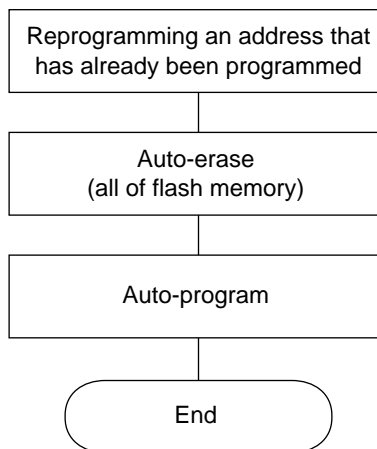 Reprogramming an address that
has already been programmed
Auto-erase
(all of flash memory)
Auto-program
End